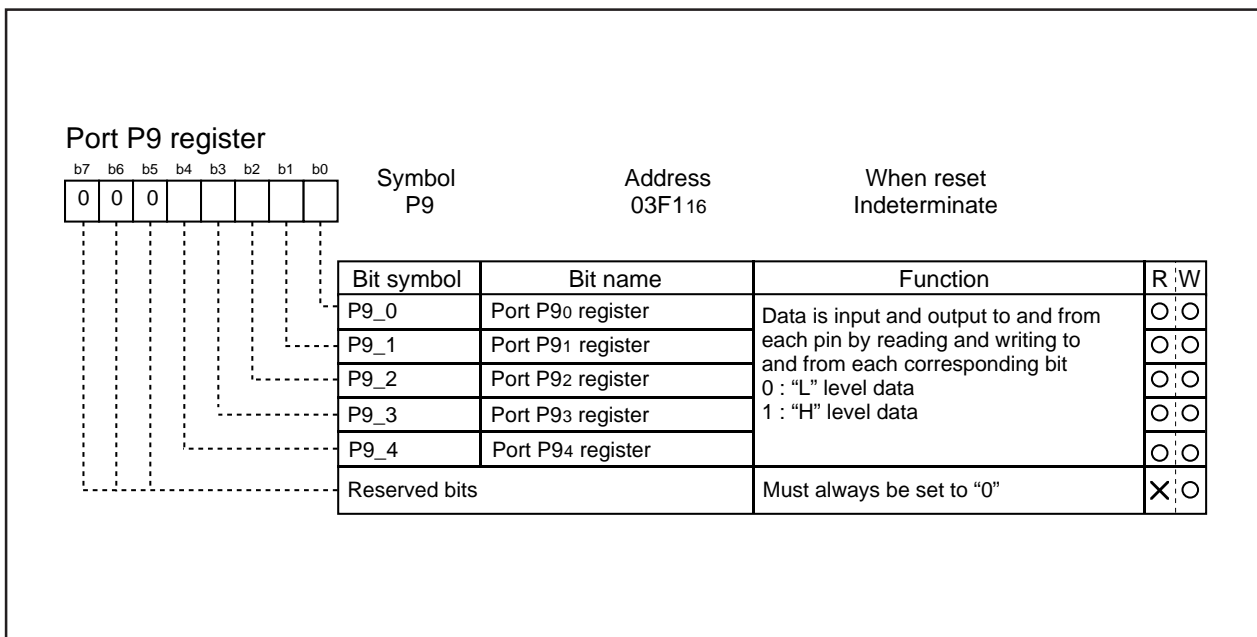 Port P9 register
b7 b6 b5 b4 b3 b2 b1 b0
0 0 0
Symbol Address When reset
P9 03F116 Indeterminate
Bit symbol Bit name Function R W
P9_0 Port P90 register
P9_1 Port P91 register
P9_2 Port P92 register
P9_3 Port P93 register
P9_4 Port P94 register
Data is input and output to and from
each pin by reading and writing to
and from each corresponding bit
0 : “L” level data
1 : “H” level data
Reserved bits Must always be set to “0”